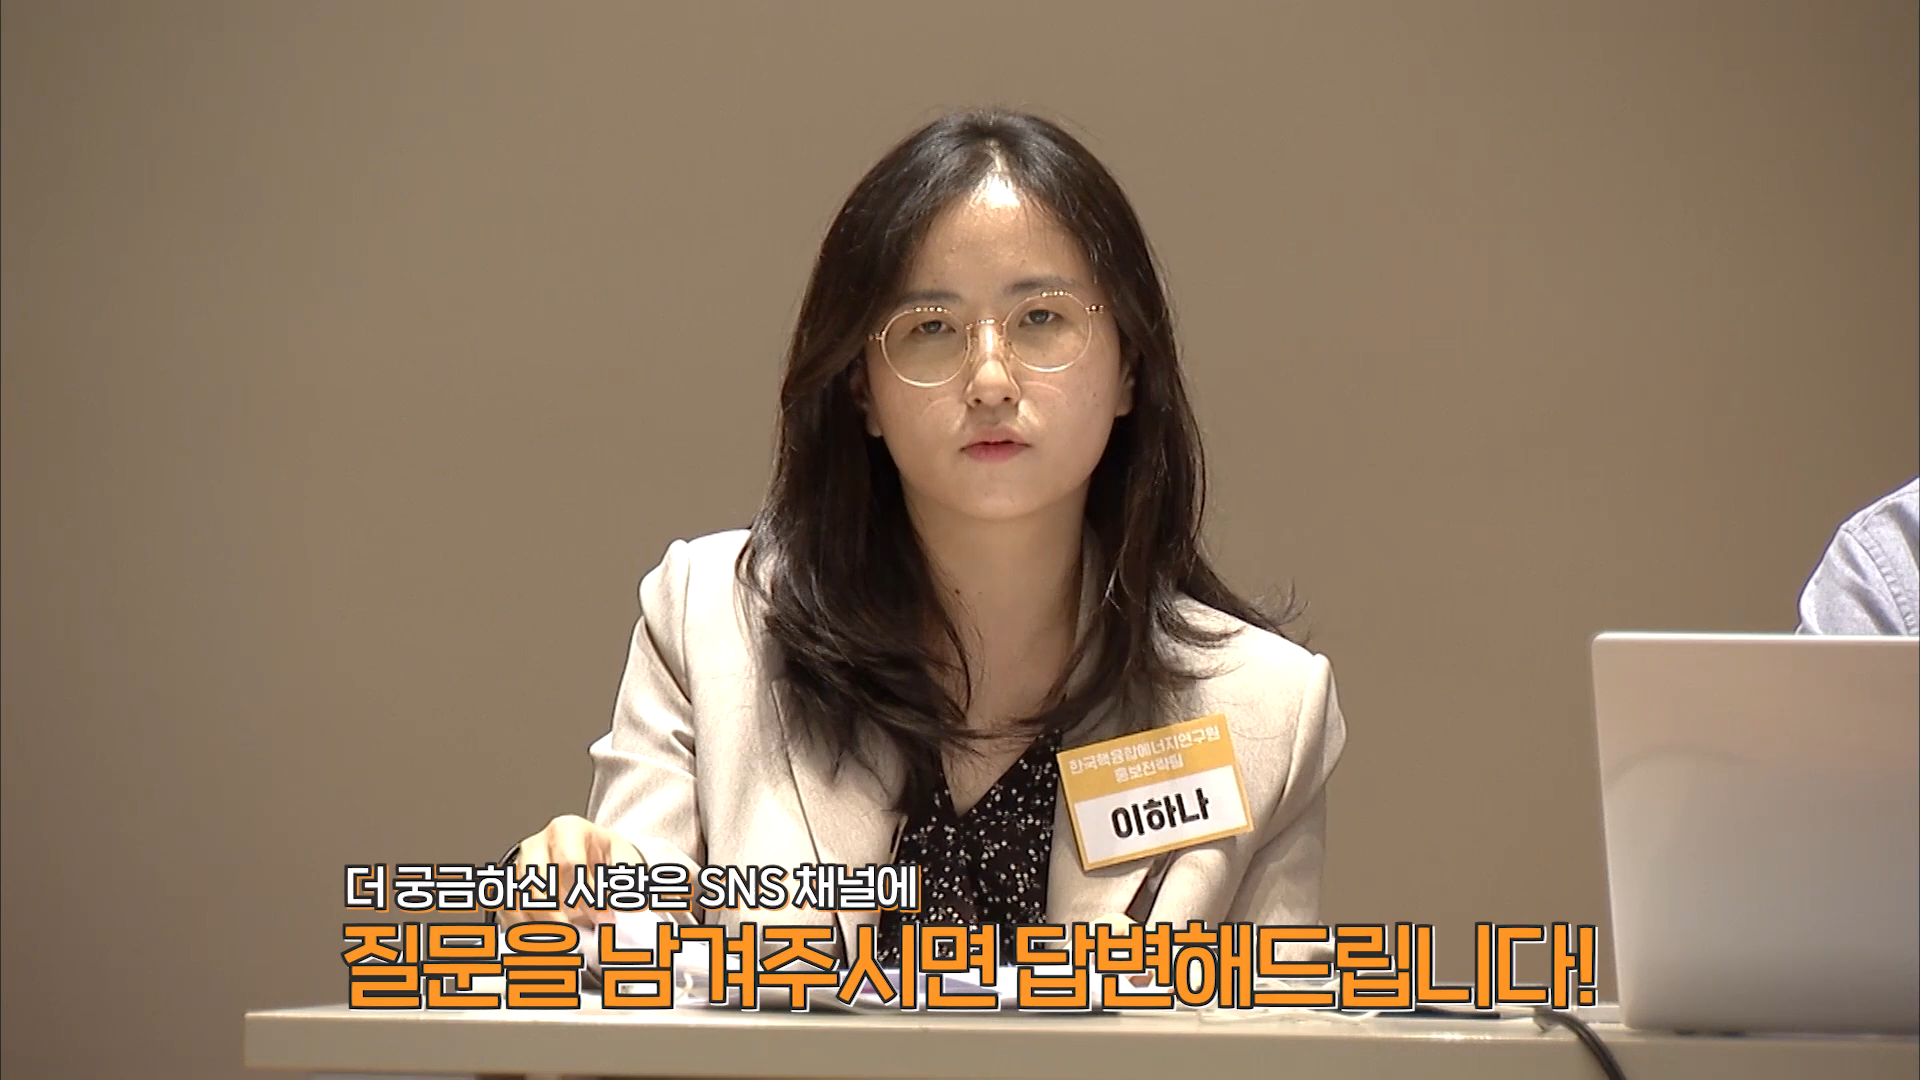 한국핵융합에너지연구원
홍보전략팀
이하나
더 궁금하신 사항은 SNS 채널에
질문을 남겨주시면 답변해드립니다!